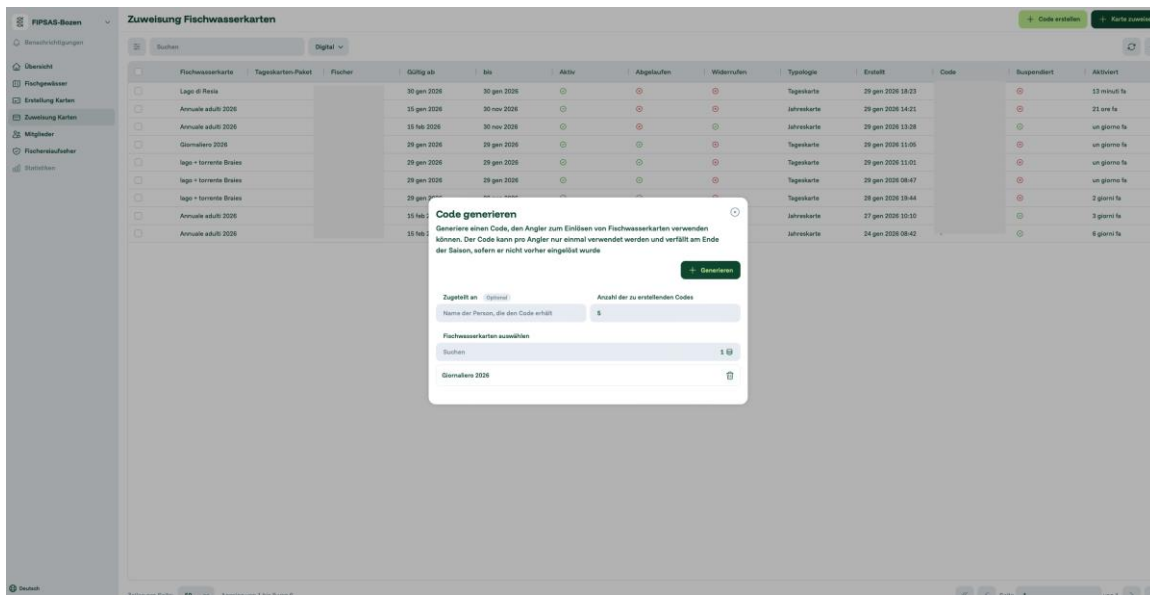 FIPSAS-Bozen
Benachrichtigungen
Übersicht
Fischgewässer
Erstellung Karten
Zuweisung Karten
Mitglieder
Fischereiaufseher
Statistiken
Deutsch
Zuweisung Fischwasserkarten
+ Code erstellen
+ Karte zuweisen
Suchen
Digital
Fischwasserkarte Tageskarten-Paket Fischer Gültig ab bis Aktiv Abgelaufen Widerrufen Typologie Erstellt Code Suspendiert Aktiviert
Lago di Resia 30 gen 2026 30 gen 2026 Tageskarte 29 gen 2026 18:23 13 minuti fa
Annuale adulti 2026 15 gen 2026 30 nov 2026 Jahreskarte 29 gen 2026 14:21 21 ore fa
Annuale adulti 2026 15 feb 2026 30 nov 2026 Jahreskarte 29 gen 2026 13:28 un giorno fa
Giornaliero 2026 29 gen 2026 29 gen 2026 Tageskarte 29 gen 2026 11:05 un giorno fa
lago + torrente Braies 29 gen 2026 29 gen 2026 Tageskarte 29 gen 2026 11:01 un giorno fa
lago + torrente Braies 29 gen 2026 29 gen 2026 Tageskarte 29 gen 2026 08:47 un giorno fa
lago + torrente Braies 29 gen Tageskarte 28 gen 2026 19:44 2 giorni fa
Annuale adulti 2026 15 feb 2 Jahreskarte 27 gen 2026 10:10 3 giorni fa
Annuale adulti 2026 15 feb 2 Jahreskarte 24 gen 2026 08:42 - 6 giorni fa
Code generieren
Generiere einen Code, den Angler zum Einlösen von Fischwasserkarten verwenden
können. Der Code kann pro Angler nur einmal verwendet werden und verfällt am Ende
der Saison, sofern er nicht vorher eingelöst wurde
+ Generieren
Zugeteilt an Optional Anzahl der zu erstellenden Codes
Name der Person, die den Code erhält 5
Fischwasserkarten auswählen
Suchen 1
Giornaliero 2026